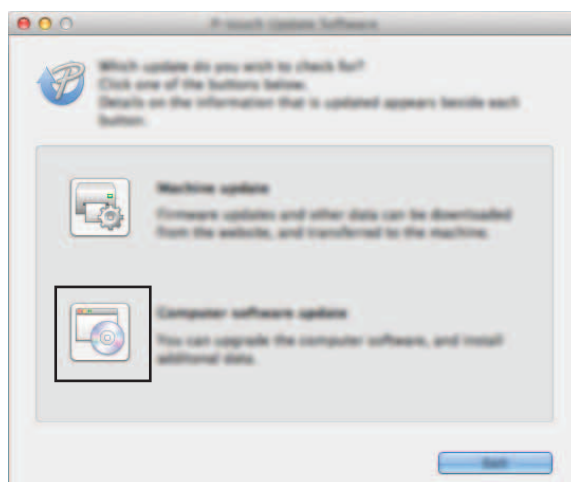 P-touch Update Software
Which update do you wish to check for?
Click one of the buttons below.
Details on the information that is updated appears beside each
button.
Machine update
Firmware updates and other data can be downloaded
from the website, and transferred to the machine.
Computer software update
You can upgrade the computer software, and install
additional data.